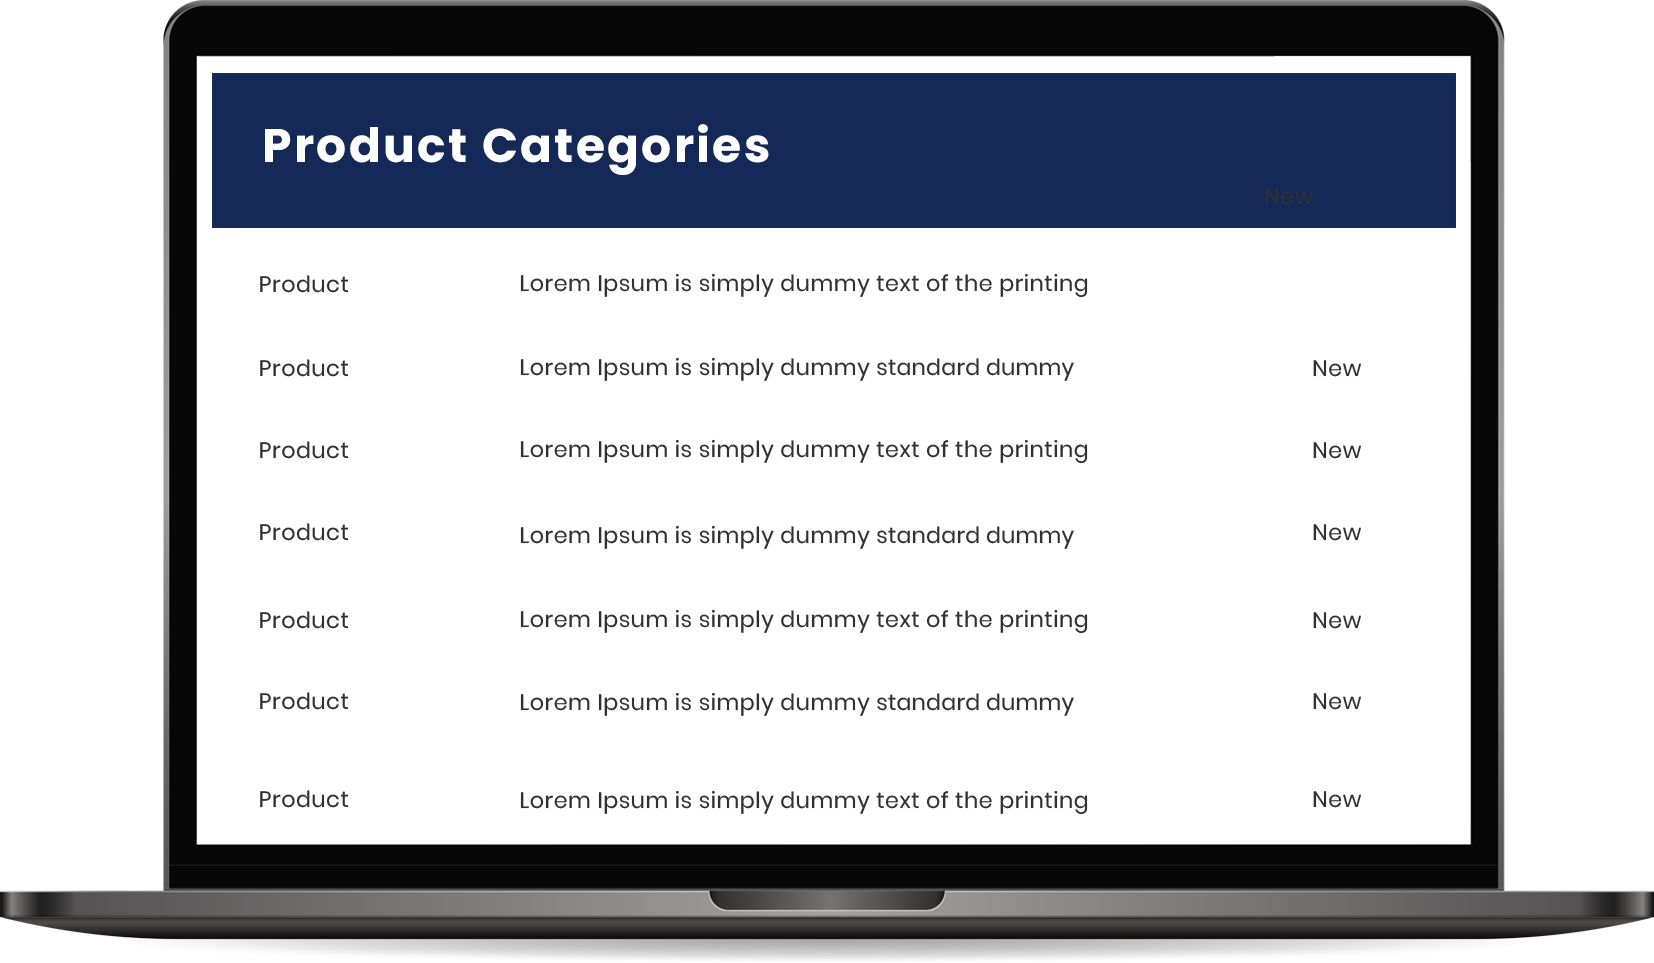 Product Categories
New
Product Lorem Ipsum is simply dummy text of the printing
Product Lorem Ipsum is simply dummy standard dummy New
Product Lorem Ipsum is simply dummy text of the printing New
Product Lorem Ipsum is simply dummy standard dummy New
Product Lorem Ipsum is simply dummy text of the printing New
Product Lorem Ipsum is simply dummy standard dummy New
Product Lorem Ipsum is simply dummy text of the printing New